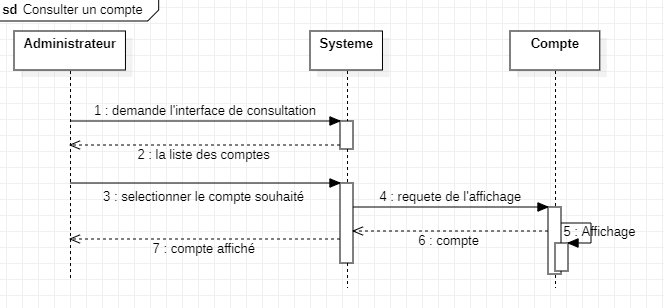 sd Consulter un compte
Administrateur
Systeme
Compte
1 : demande l'interface de consultation
2 : la liste des comptes
3 : selectionner le compte souhaité
4 : requete de l'affichage
5 : Affichage
6 : compte
7 : compte affiché